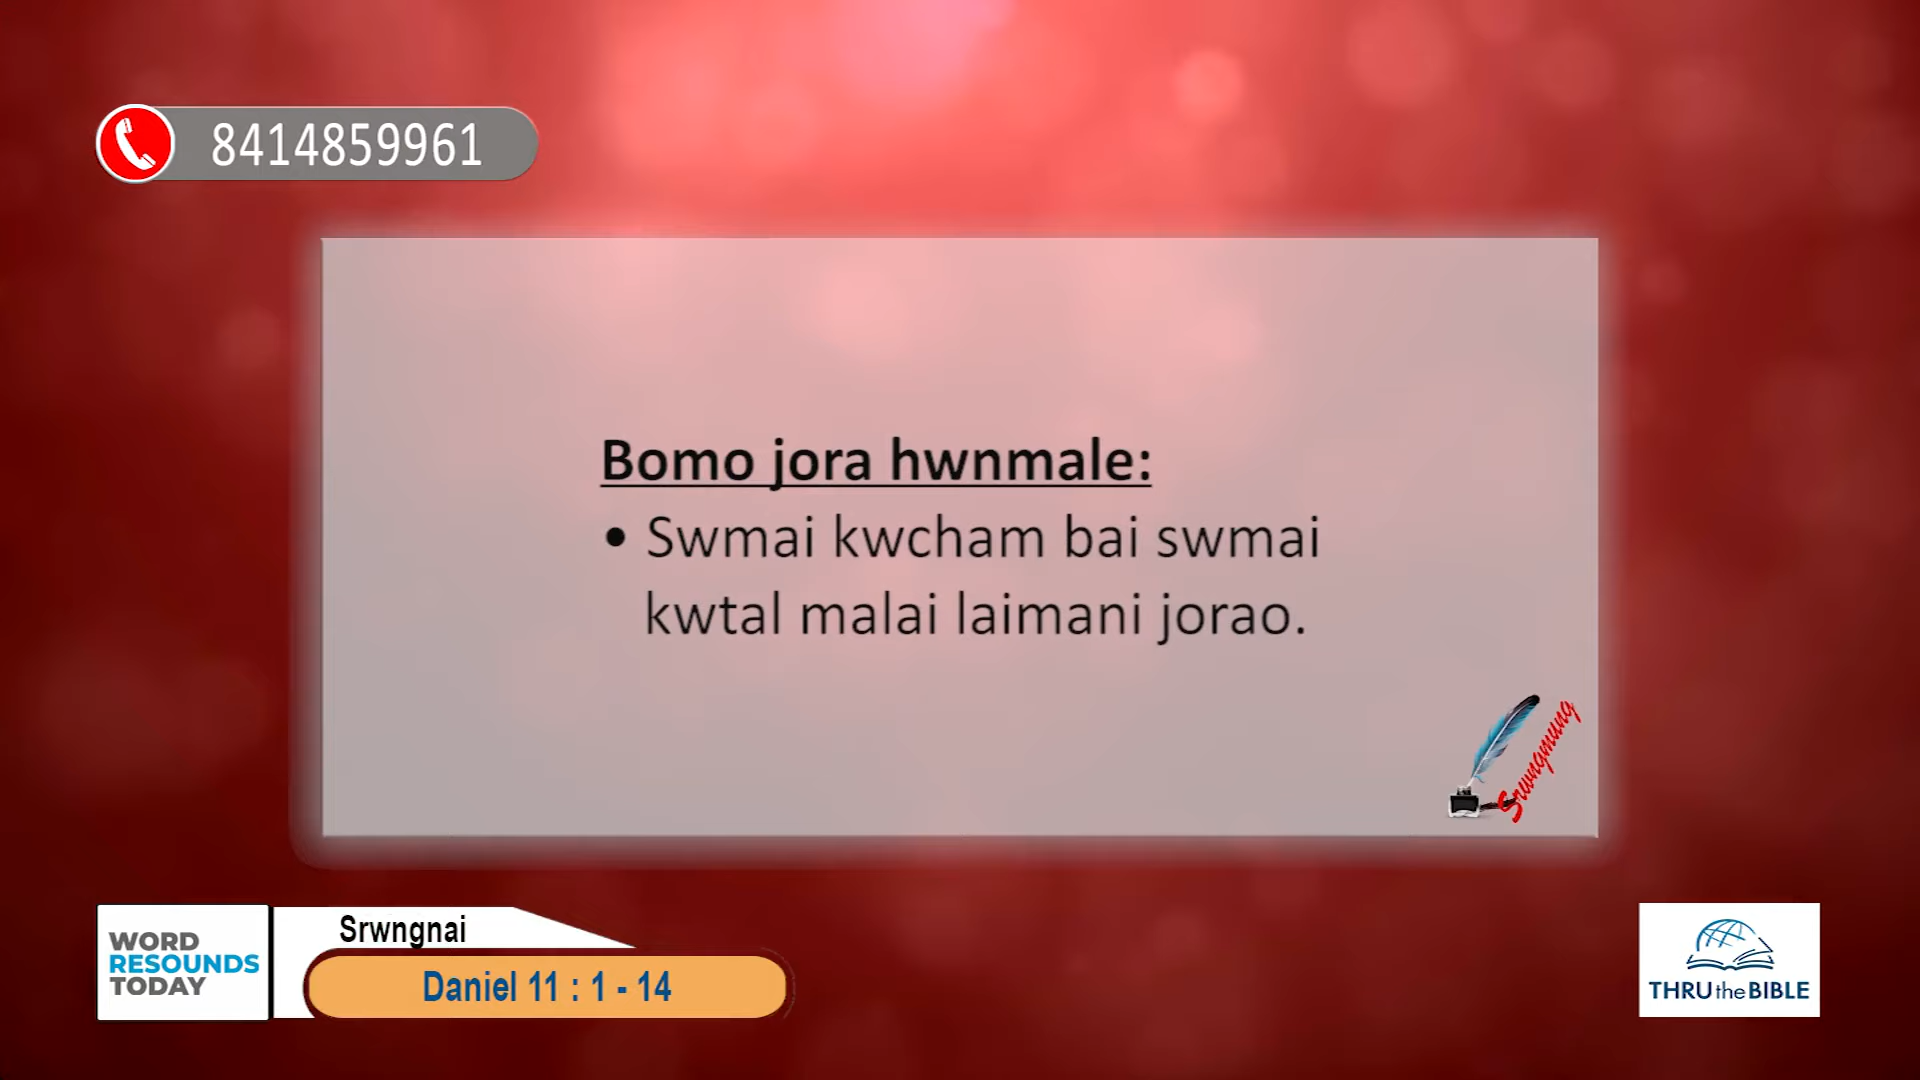 8414859961
Bomo jora hwnmale:
• Swmai kwcham bai swmai
kwtal malai laimani jorao.
Srwngmung
WORD
RESOUNDS
TODAY
Srwngnai
Daniel 11 : 1 - 14
THRU the BIBLE